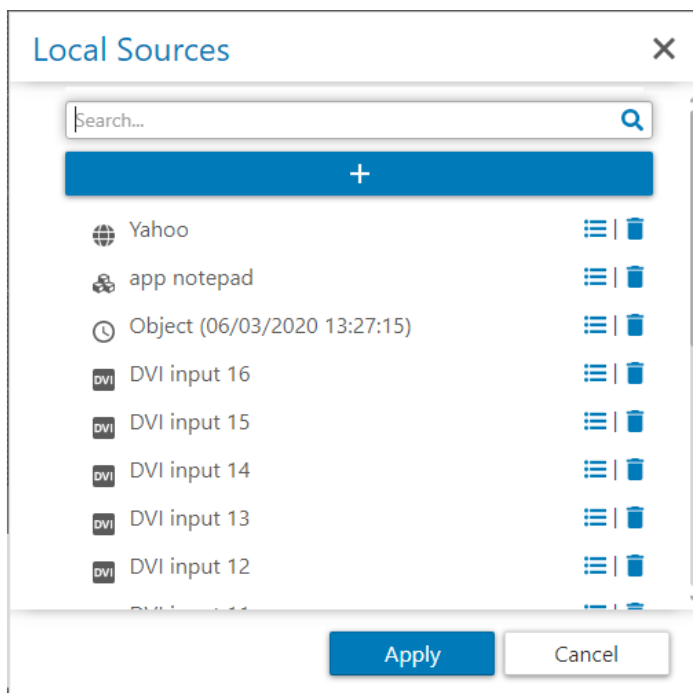 Local Sources
Search...
Yahoo
app notepad
Object (06/03/2020 13:27:15)
DVI DVI input 16
DVI DVI input 15
DVI DVI input 14
DVI DVI input 13
DVI DVI input 12
Apply Cancel